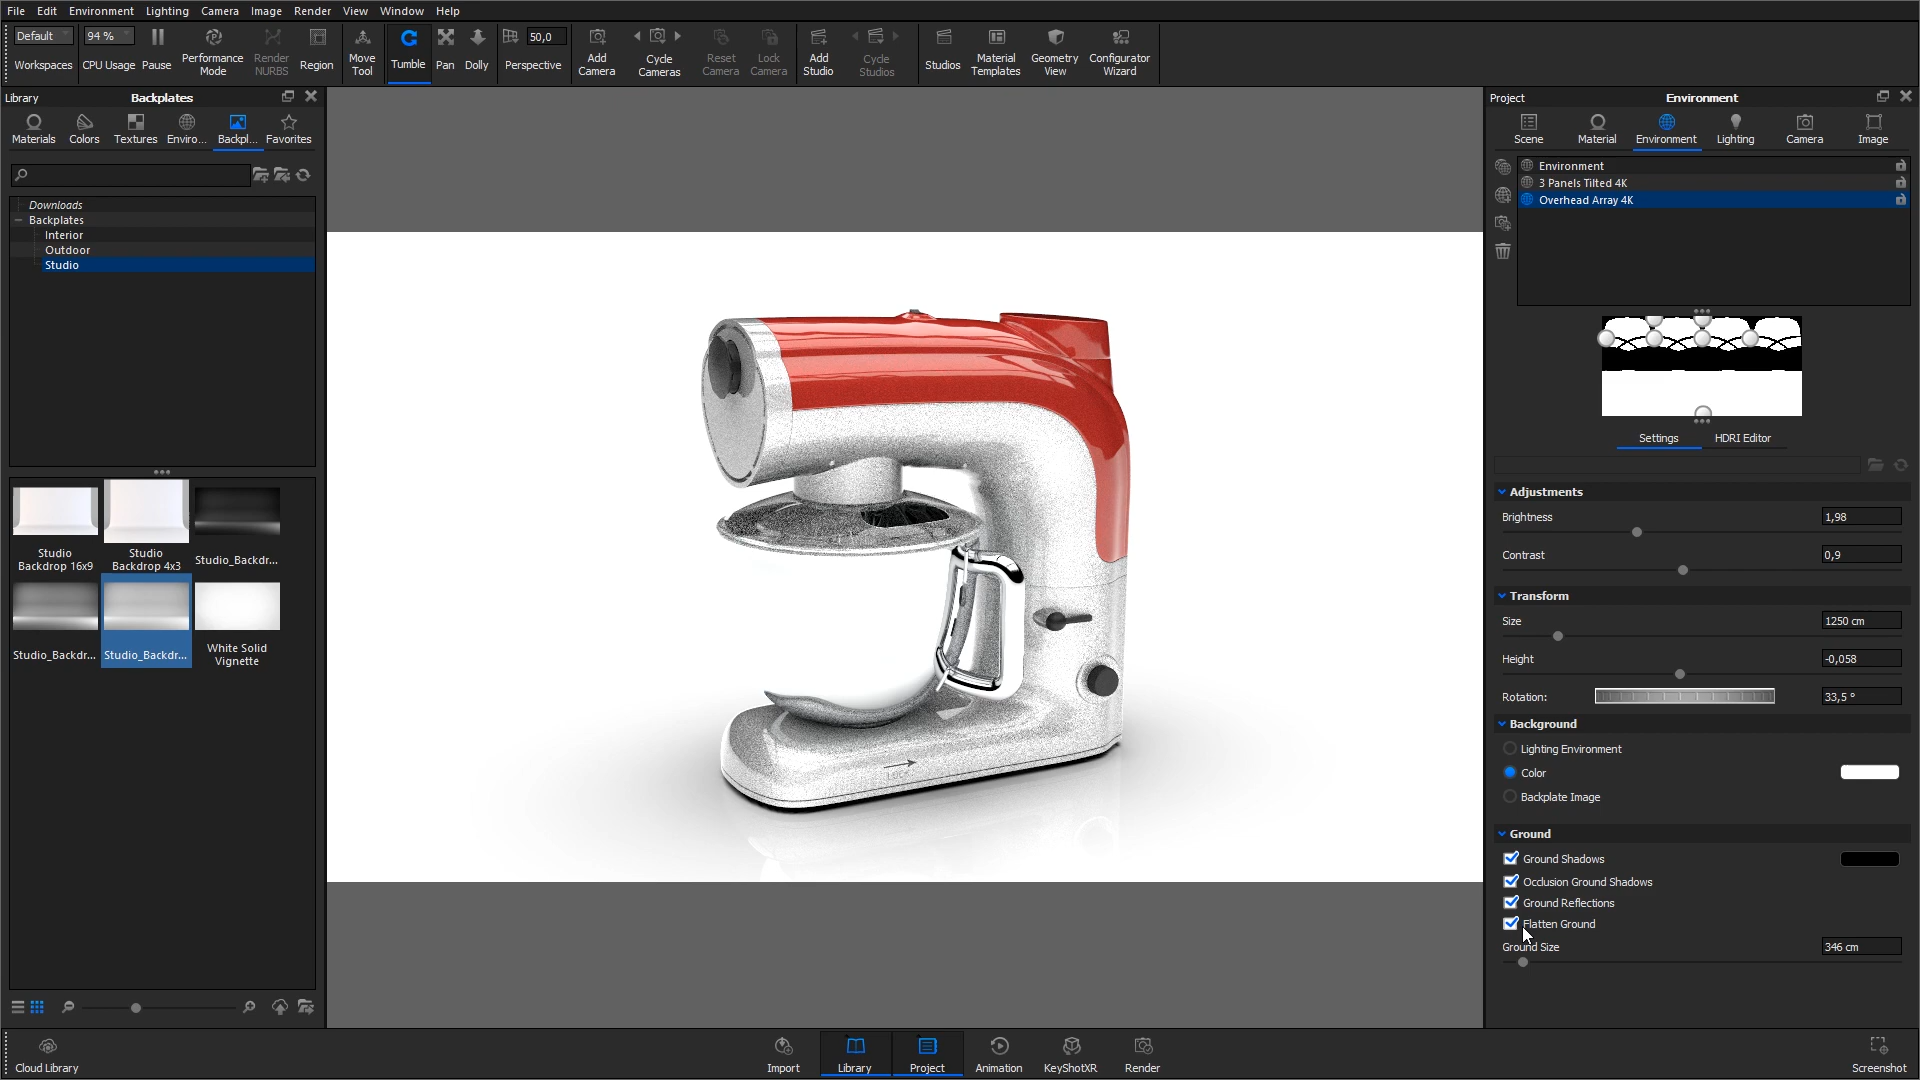 File Edit Environment Lighting Camera Image Render View Window Help
Default 94 % 50,0
Workspaces CPU Usage Pause Performance Mode Render NURBS Region Move Tool Tumble Pan Dolly Perspective Add Camera Cycle Cameras Reset Camera Lock Camera Add Studio Cycle Studios Studios Material Templates Geometry View Configurator Wizard
Library Backplates
Materials Colors Textures Enviro... Backpl... Favorites
Downloads
Backplates
Interior
Outdoor
Studio
Studio Backdrop 16x9
Studio Backdrop 4x3
Studio_Backdr...
Studio_Backdr...
Studio_Backdr...
White Solid Vignette
Project Environment
Scene Material Environment Lighting Camera Image
Environment
3 Panels Tilted 4K
Overhead Array 4K
Settings HDRI Editor
Adjustments
Brightness 1,98
Contrast 0,9
Transform
Size 1250 cm
Height -0,058
Rotation: 33,5 °
Background
Lighting Environment
Color
Backplate Image
Ground
Ground Shadows
Occlusion Ground Shadows
Ground Reflections
Flatten Ground
Ground Size 346 cm
Cloud Library Import Library Project Animation KeyShotXR Render Screenshot